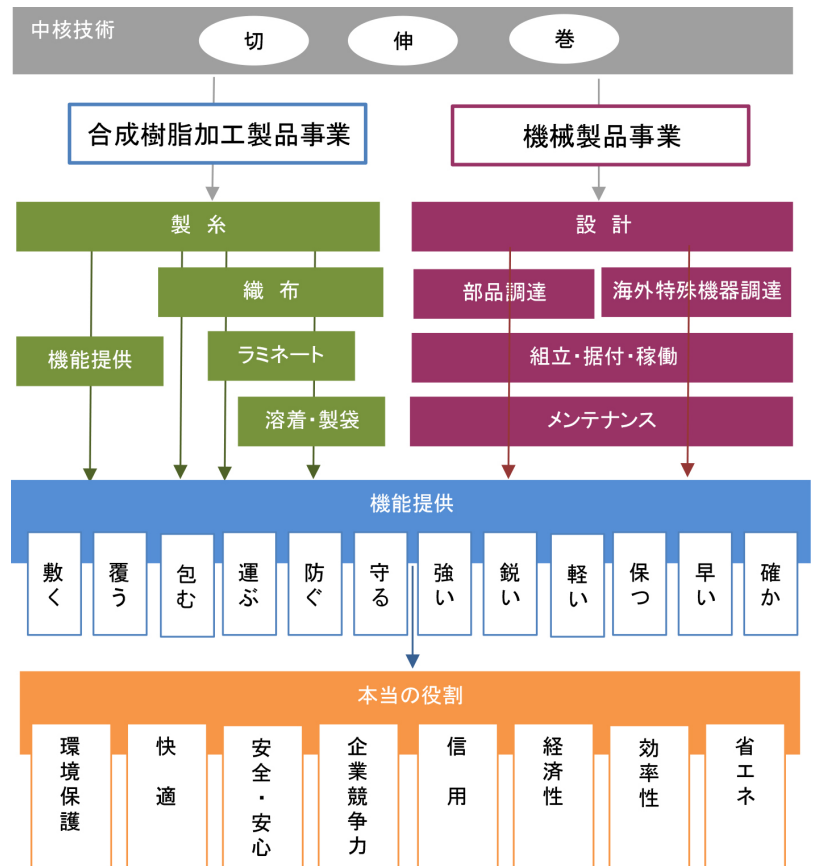 中核技術
切
伸
巻
合成樹脂加工製品事業
機械製品事業
製 糸
設 計
織 布
部品調達
海外特殊機器調達
機能提供
ラミネート
組立・据付・稼働
溶着・製袋
メンテナンス
機能提供
敷く
覆う
包む
運ぶ
防ぐ
守る
強い
鋭い
軽い
保つ
早い
確か
本当の役割
環境保護
快適
安全・安心
企業競争力
信用
経済性
効率性
省エネ